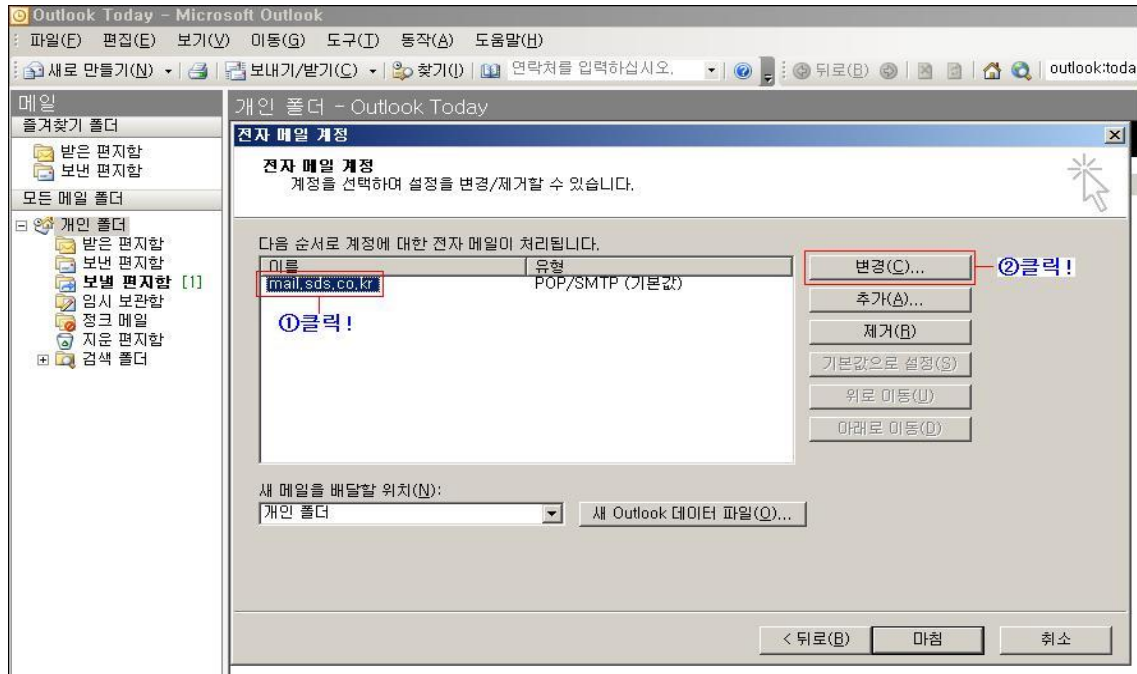 Outlook Today - Microsoft Outlook
파일(F) 편집(E) 보기(V) 이동(G) 도구(T) 동작(A) 도움말(H)
새로 만들기(N) 보내기/받기(C) 찾기(I) 연락처를 입력하십시오. 뒤로(B) outlook:toda
메일
즐겨찾기 폴더
받은 편지함
보낸 편지함
모든 메일 폴더
개인 폴더
받은 편지함
보낸 편지함
보낼 편지함 [1]
임시 보관함
정크 메일
지운 편지함
검색 폴더
개인 폴더 - Outlook Today
전자 메일 계정
전자 메일 계정
계정을 선택하여 설정을 변경/제거할 수 있습니다.
다음 순서로 계정에 대한 전자 메일이 처리됩니다.
이름 유형
mail.sds.co.kr POP/SMTP (기본값)
①클릭!
변경(C)... ②클릭!
추가(A)...
제거(R)
기본값으로 설정(S)
위로 이동(U)
아래로 이동(D)
새 메일을 배달할 위치(N):
개인 폴더 새 Outlook 데이터 파일(O)...
< 뒤로(B) 마침 취소